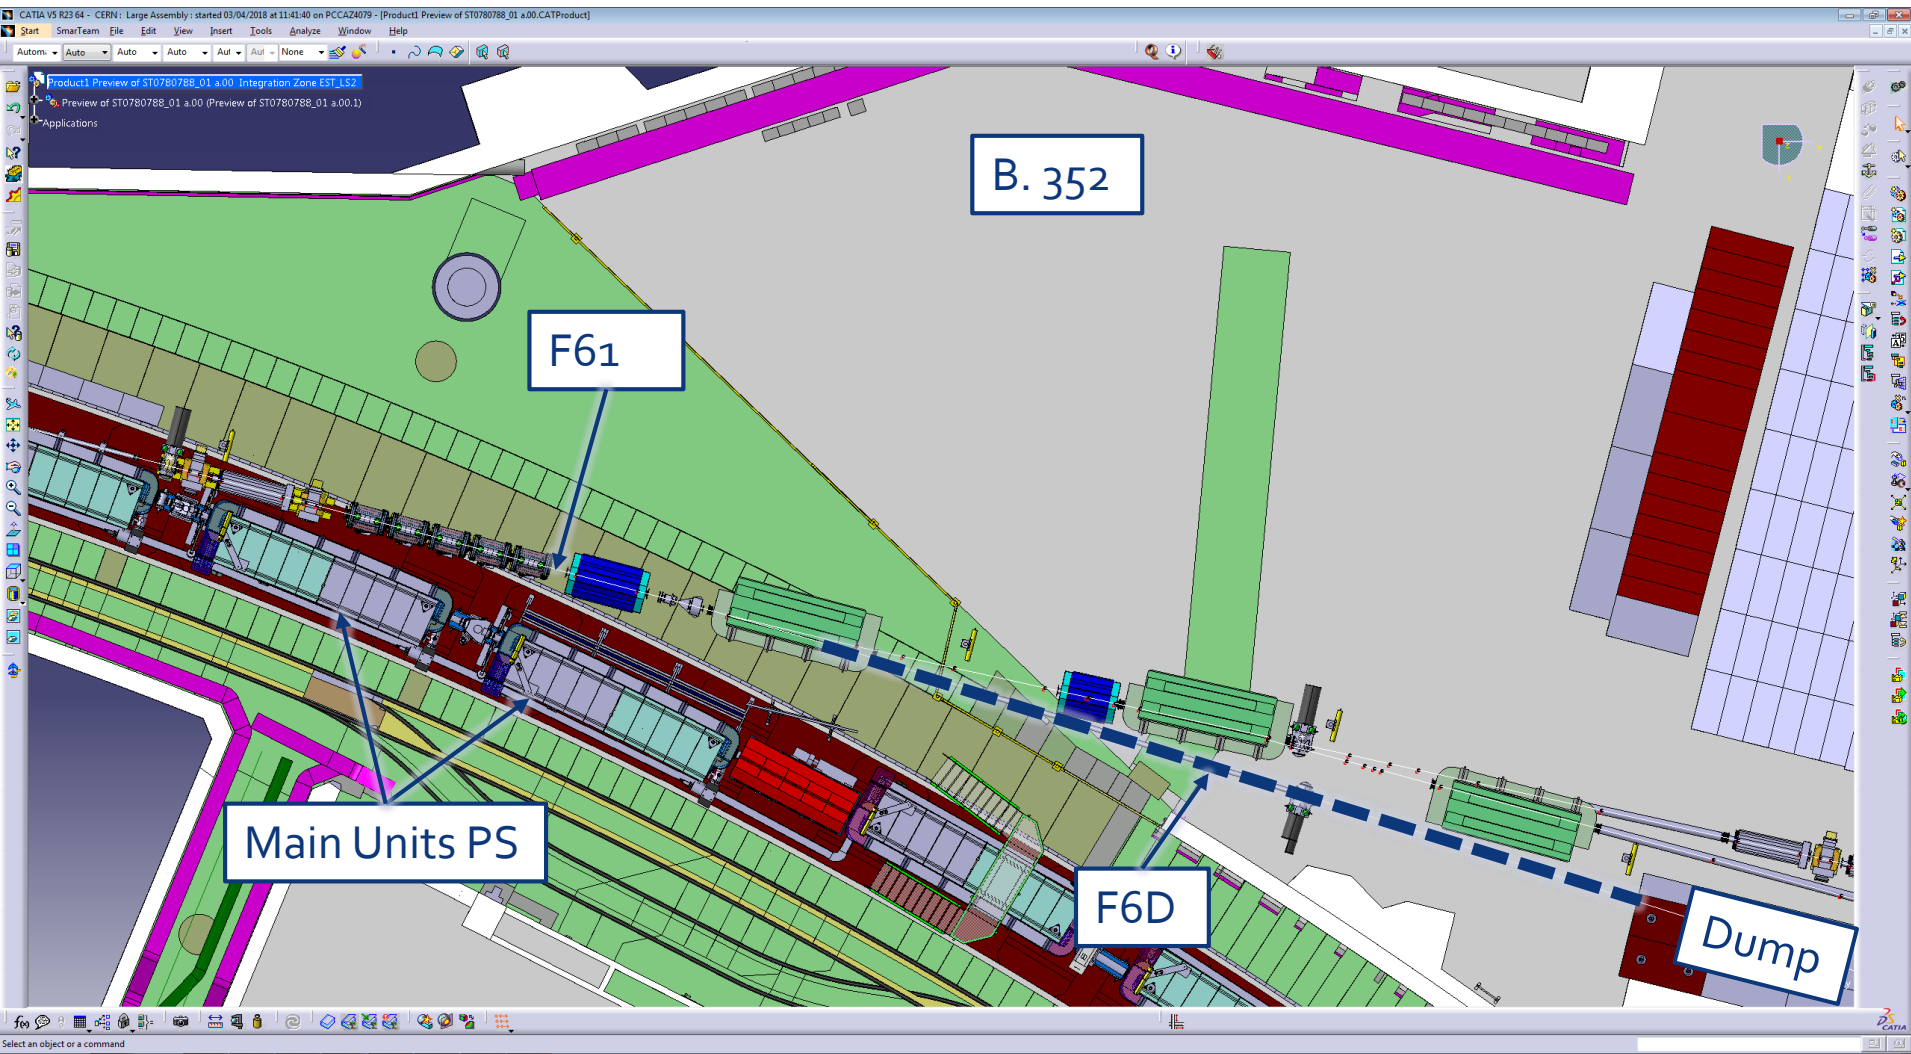 CATIA V5 R23 64 - CERN : Large Assembly : started 03/04/2018 at 11:41:40 on PCCAZ4079 - [Product1 Preview of ST0780788_01 a.00.CATProduct]
Start SmarTeam File Edit View Insert Tools Analyze Window Help
Auto Auto Auto None
Product1 Preview of ST0780788_01 a.00 Integration Zone EST_LS2
Preview of ST0780788_01 a.00 (Preview of ST0780788_01 a.00.1)
Applications
B. 352
F61
Main Units PS
F6D
Dump
CATIA
Select an object or a command